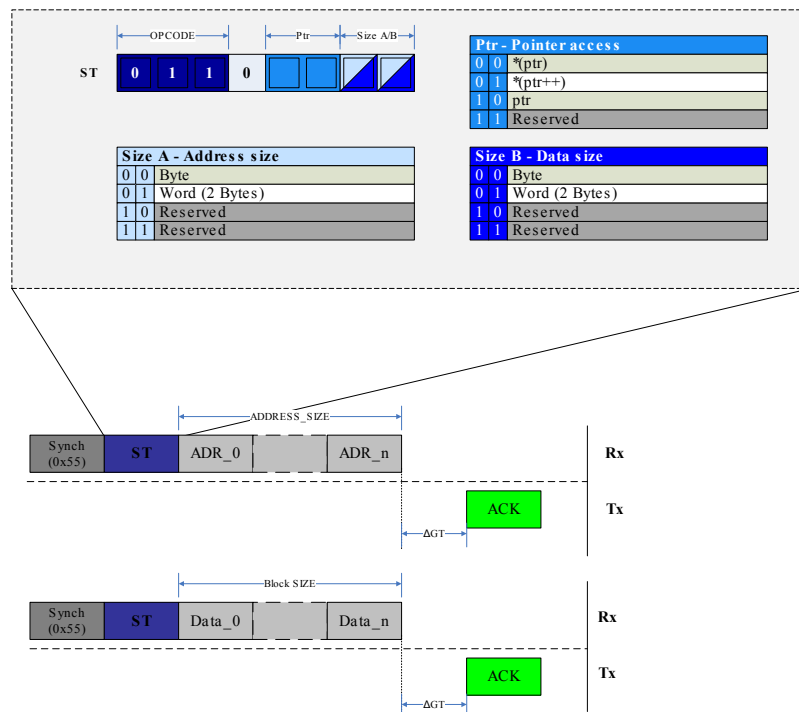 OPCODE Ptr Size A/B
ST 0 1 1 0
Ptr - Pointer access
0 0 *(ptr)
0 1 *(ptr++)
1 0 ptr
1 1 Reserved
Size A - Address size
0 0 Byte
0 1 Word (2 Bytes)
1 0 Reserved
1 1 Reserved
Size B - Data size
0 0 Byte
0 1 Word (2 Bytes)
1 0 Reserved
1 1 Reserved
ADDRESS_SIZE
Synch
(0x55)
ST ADR_0 ADR_n Rx
ACK Tx
ΔGT
Block SIZE
Synch
(0x55)
ST Data_0 Data_n Rx
ACK Tx
ΔGT